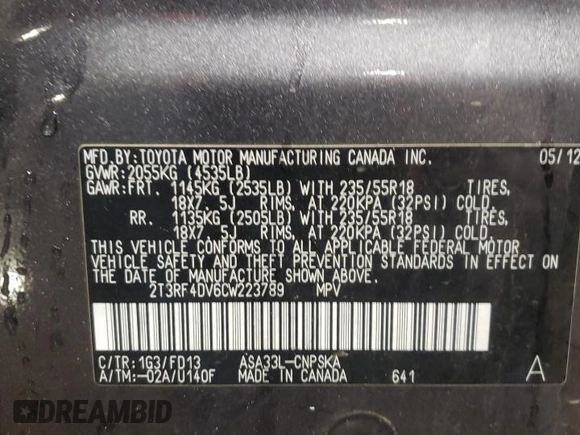 MFD.BY:TOYOTA MOTOR MANUFACTURING CANADA INC. 05/12
GVWR:2055KG (4535LB)
GAWR:FRT. 1145KG (2535LB) WITH 235/55R18 TIRES,
18X7. 5J RIMS, AT 220KPA (32PSI) COLD.
RR. 1135KG (2505LB) WITH 235/55R18 TIRES,
18X7. 5J RIMS, AT 220KPA (32PSI) COLD.
THIS VEHICLE CONFORMS TO ALL APPLICABLE FEDERAL MOTOR
VEHICLE SAFETY AND THEFT PREVENTION STANDARDS IN EFFECT ON
THE DATE OF MANUFACTURE SHOWN ABOVE.
2T3RF4DV6CW223789 MPV
C/TR:1G3/FD13 ASA33L-CNPSKA A
A/TM:-02A/U140F MADE IN CANADA 641
DREAMBID